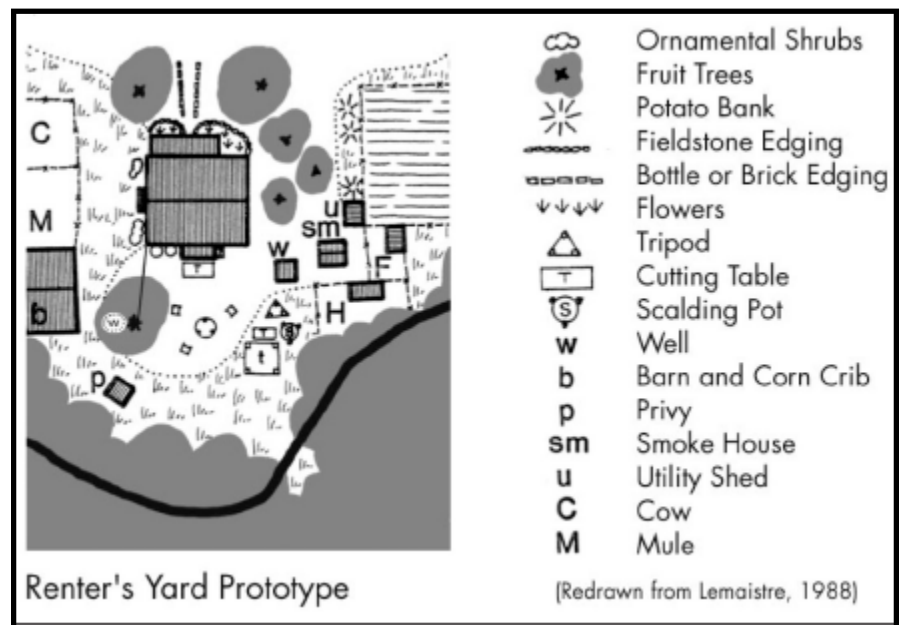 C
M
b
p
w
T
w
u
sm
F
H
T
S
t
Ornamental Shrubs
Fruit Trees
Potato Bank
Fieldstone Edging
Bottle or Brick Edging
Flowers
Tripod
T Cutting Table
S Scalding Pot
w Well
b Barn and Corn Crib
p Privy
sm Smoke House
u Utility Shed
C Cow
M Mule
Renter's Yard Prototype
(Redrawn from Lemaistre, 1988)